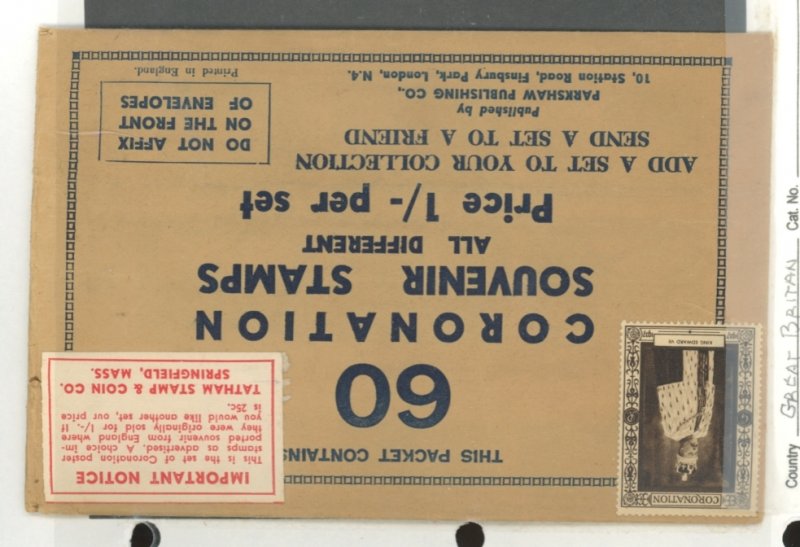 THIS PACKET CONTAINS
60
CORONATION
SOUVENIR STAMPS
ALL DIFFERENT
Price 1/- per set
ADD A SET TO YOUR COLLECTION
SEND A SET TO A FRIEND
Published by
PARKSHAW PUBLISHING CO.,
10, Station Road, Finsbury Park, London, N.4.
DO NOT AFFIX
ON THE FRONT
OF ENVELOPES
Printed in England.
IMPORTANT NOTICE
This is the set of Coronation poster
stamps as advertised. A choice im-
ported souvenir from England where
they were originally sold for 1/-. If
you would like another set, our price
is 25c.
TATHAM STAMP & COIN CO.
SPRINGFIELD, MASS.
CORONATION
KING EDWARD VII
Country GREAT BRITAN Cat. No.